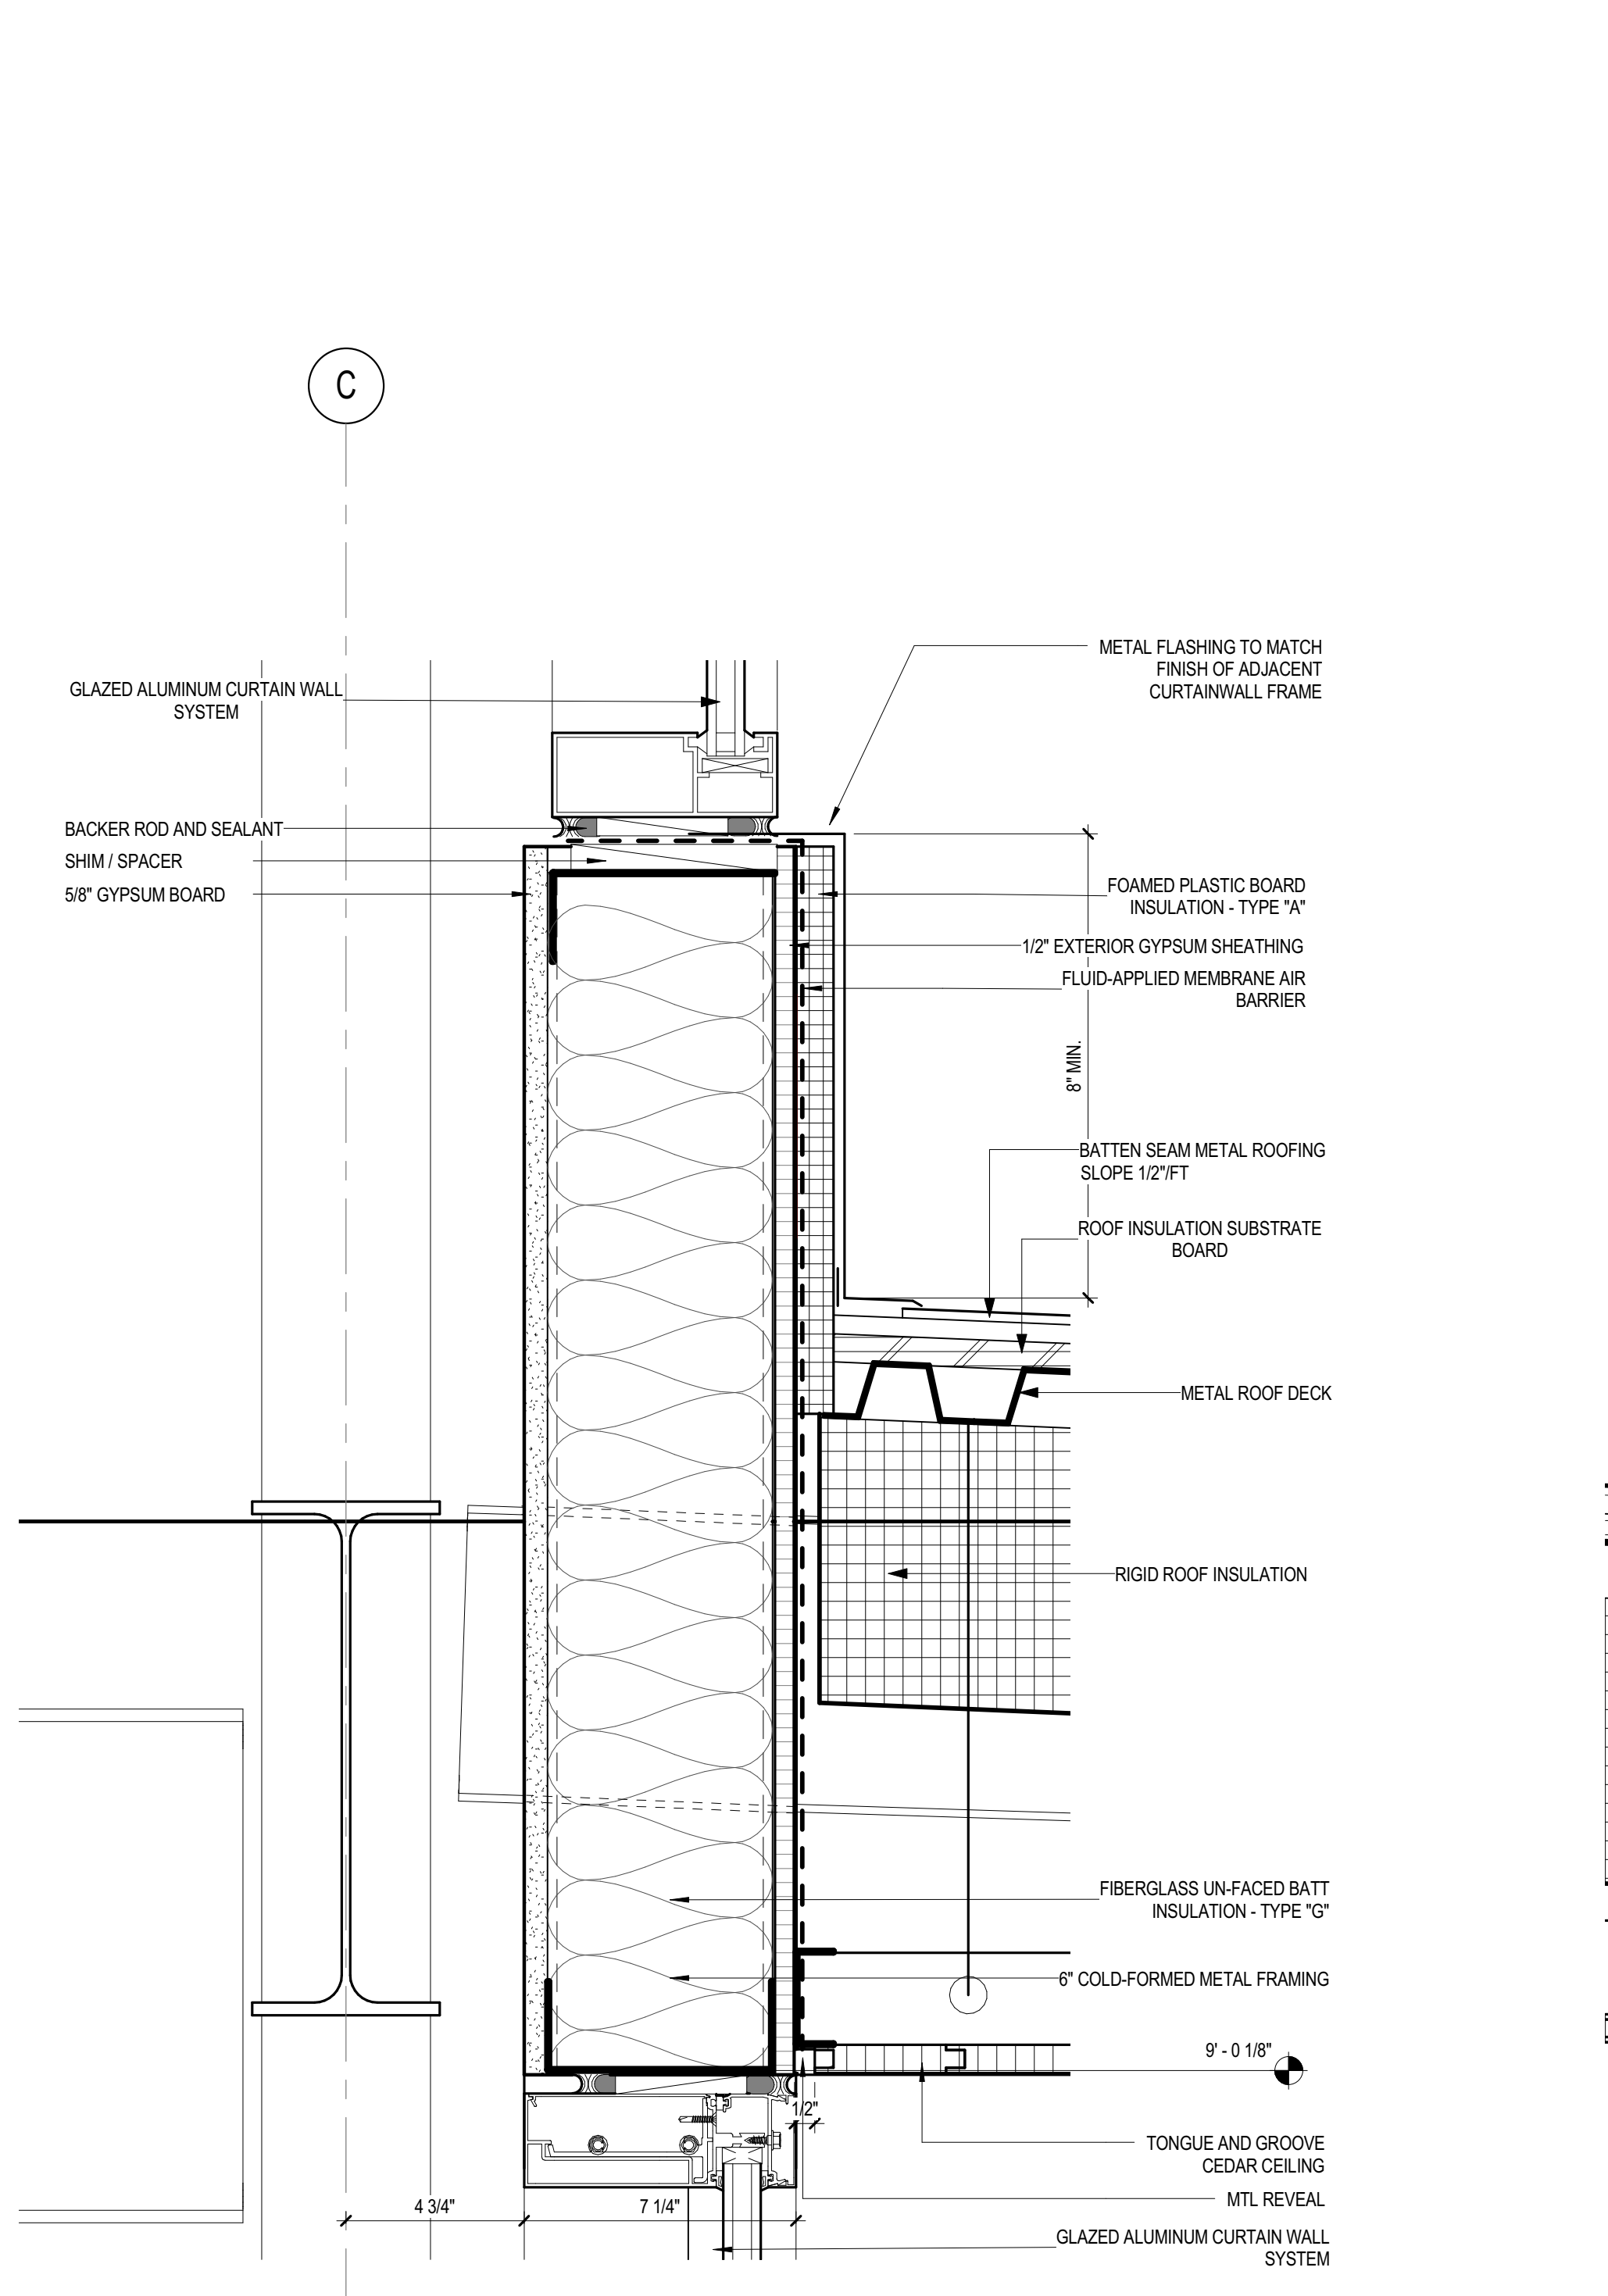 C
METAL FLASHING TO MATCH
FINISH OF ADJACENT
CURTAINWALL FRAME
GLAZED ALUMINUM CURTAIN WALL
SYSTEM
BACKER ROD AND SEALANT
SHIM / SPACER
5/8" GYPSUM BOARD
FOAMED PLASTIC BOARD
INSULATION - TYPE "A"
1/2" EXTERIOR GYPSUM SHEATHING
FLUID-APPLIED MEMBRANE AIR
BARRIER
8" MIN.
BATTEN SEAM METAL ROOFING
SLOPE 1/2"/FT
ROOF INSULATION SUBSTRATE
BOARD
METAL ROOF DECK
RIGID ROOF INSULATION
FIBERGLASS UN-FACED BATT
INSULATION - TYPE "G"
6" COLD-FORMED METAL FRAMING
9' - 0 1/8"
1/2"
TONGUE AND GROOVE
CEDAR CEILING
MTL REVEAL
4 3/4"
7 1/4"
GLAZED ALUMINUM CURTAIN WALL
SYSTEM